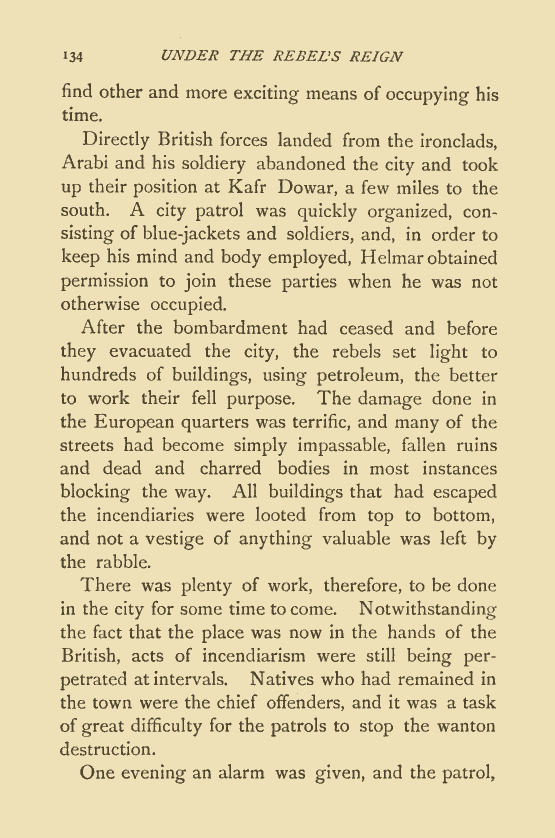 134 UNDER THE REBEL'S REIGN
find other and more exciting means of occupying his
time.
Directly British forces landed from the ironclads,
Arabi and his soldiery abandoned the city and took
up their position at Kafr Dowar, a few miles to the
south. A city patrol was quickly organized, con-
sisting of blue-jackets and soldiers, and, in order to
keep his mind and body employed, Helmar obtained
permission to join these parties when he was not
otherwise occupied.
After the bombardment had ceased and before
they evacuated the city, the rebels set light to
hundreds of buildings, using petroleum, the better
to work their fell purpose. The damage done in
the European quarters was terrific, and many of the
streets had become simply impassable, fallen ruins
and dead and charred bodies in most instances
blocking the way. All buildings that had escaped
the incendiaries were looted from top to bottom,
and not a vestige of anything valuable was left by
the rabble.
There was plenty of work, therefore, to be done
in the city for some time to come. Notwithstanding
the fact that the place was now in the hands of the
British, acts of incendiarism were still being per-
petrated at intervals. Natives who had remained in
the town were the chief offenders, and it was a task
of great difficulty for the patrols to stop the wanton
destruction.
One evening an alarm was given, and the patrol,